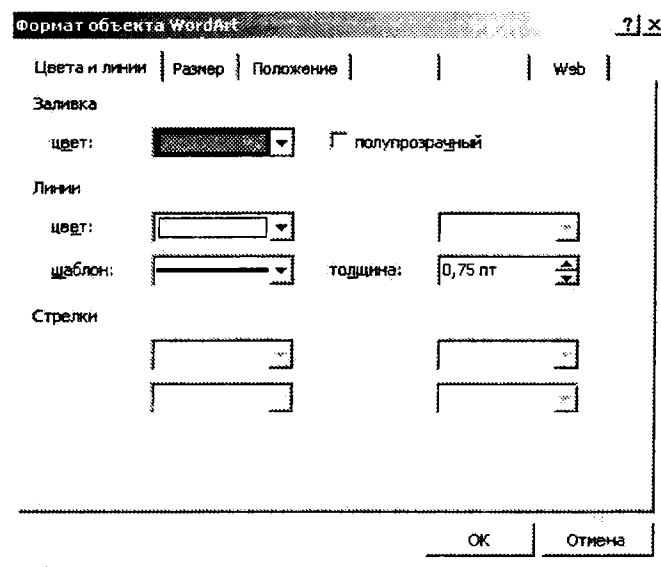 Формат объекта WordArt ? ×
Цвета и линии Размер Положение Web
Заливка
цвет: полупрозрачный
Линии
цвет:
шаблон: толщина: 0,75 пт
Стрелки
ОК Отмена